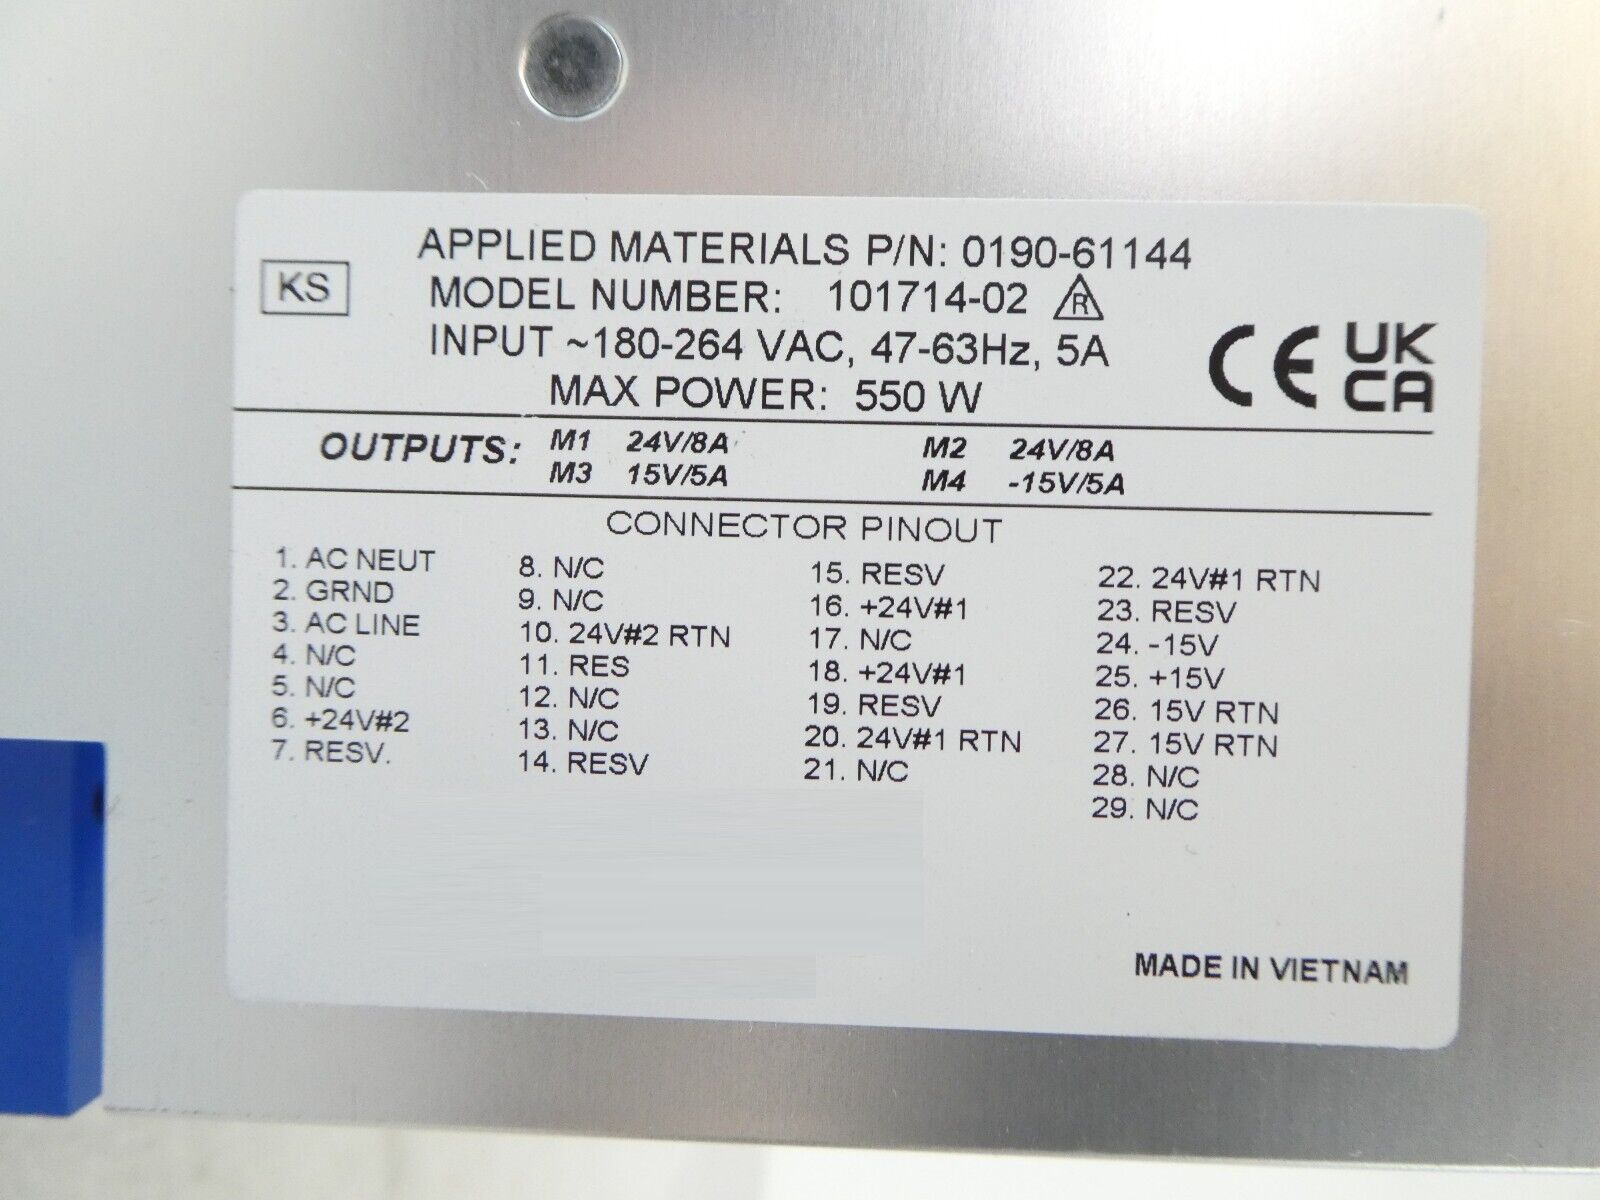 APPLIED MATERIALS P/N: 0190-61144
KS
MODEL NUMBER: 101714-02 R
INPUT ~180-264 VAC, 47-63Hz, 5A
MAX POWER: 550 W
CE UK CA
OUTPUTS: M1 24V/8A M2 24V/8A
M3 15V/5A M4 -15V/5A
CONNECTOR PINOUT
1. AC NEUT
2. GRND
3. AC LINE
4. N/C
5. N/C
6. +24V#2
7. RESV.
8. N/C
9. N/C
10. 24V#2 RTN
11. RES
12. N/C
13. N/C
14. RESV
15. RESV
16. +24V#1
17. N/C
18. +24V#1
19. RESV
20. 24V#1 RTN
21. N/C
22. 24V#1 RTN
23. RESV
24. -15V
25. +15V
26. 15V RTN
27. 15V RTN
28. N/C
29. N/C
MADE IN VIETNAM